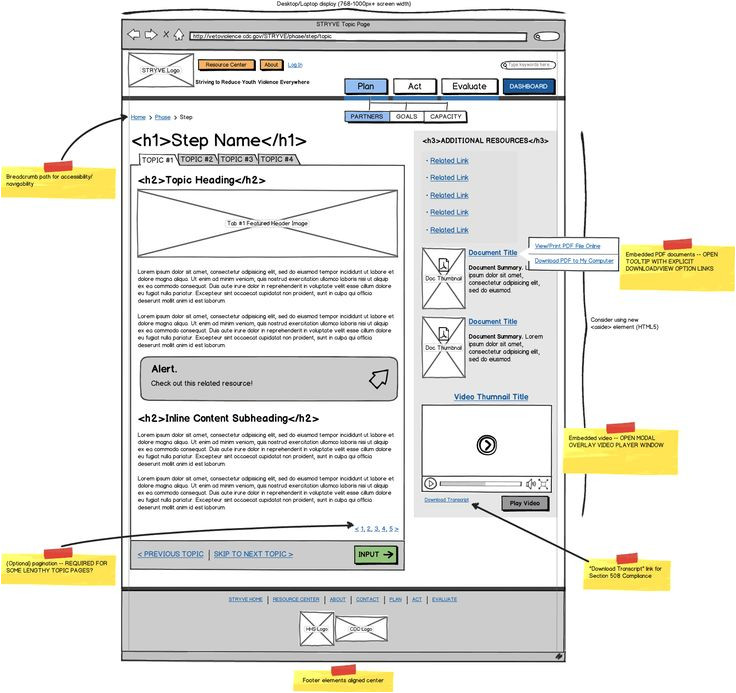 Desktop/Laptop display (768-1000px+ screen width)
STRYVE Topic Page
http://vetoviolence.cdc.gov/STRYVE/phase/step/topic
STRYVE Logo
Resource Center
About
Log In
Type keywords here
Striving to Reduce Youth Violence Everywhere
Plan
Act
Evaluate
DASHBOARD
PARTNERS
GOALS
CAPACITY
Home > Phase > Step
Breadcrumb path for accessibility/
navigability
<h1>Step Name</h1>
TOPIC #1
TOPIC #2
TOPIC #3
TOPIC #4
<h2>Topic Heading</h2>
Tab #1 Featured Header Image
Lorem ipsum dolor sit amet, consectetur adipisicing elit, sed do eiusmod tempor incididunt ut labore et
dolore magna aliqua. Ut enim ad minim veniam, quis nostrud exercitation ullamco laboris nisi ut aliquip
ex ea commodo consequat. Duis aute irure dolor in reprehenderit in voluptate velit esse cillum dolore
eu fugiat nulla pariatur. Excepteur sint occaecat cupidatat non proident, sunt in culpa qui officia
deserunt mollit anim id est laborum
Lorem ipsum dolor sit amet, consectetur adipisicing elit, sed do eiusmod tempor incididunt ut labore et
dolore magna aliqua. Ut enim ad minim veniam, quis nostrud exercitation ullamco laboris nisi ut aliquip
ex ea commodo consequat. Duis aute irure dolor in reprehenderit in voluptate velit esse cillum dolore
eu fugiat nulla pariatur. Excepteur sint occaecat cupidatat non proident, sunt in culpa qui officia
deserunt mollit anim id est laborum
Alert.
Check out this related resource!
<h2>Inline Content Subheading</h2>
Lorem ipsum dolor sit amet, consectetur adipisicing elit, sed do eiusmod tempor incididunt ut labore et
dolore magna aliqua. Ut enim ad minim veniam, quis nostrud exercitation ullamco laboris nisi ut aliquip
ex ea commodo consequat. Duis aute irure dolor in reprehenderit in voluptate velit esse cillum dolore
eu fugiat nulla pariatur. Excepteur sint occaecat cupidatat non proident, sunt in culpa qui officia
deserunt mollit anim id est laborum
Lorem ipsum dolor sit amet, consectetur adipisicing elit, sed do eiusmod tempor incididunt ut labore et
dolore magna aliqua. Ut enim ad minim veniam, quis nostrud exercitation ullamco laboris nisi ut aliquip
ex ea commodo consequat. Duis aute irure dolor in reprehenderit in voluptate velit esse cillum dolore
eu fugiat nulla pariatur. Excepteur sint occaecat cupidatat non proident, sunt in culpa qui officia
deserunt mollit anim id est laborum
< 1, 2, 3, 4, 5 >
(Optional) pagination -- REQUIRED FOR
SOME LENGTHY TOPIC PAGES?
< PREVIOUS TOPIC | SKIP TO NEXT TOPIC >
INPUT
<h3>ADDITIONAL RESOURCES</h3>
• Related Link
• Related Link
• Related Link
• Related Link
• Related Link
Doc Thumbnail
Document Title
Document Summary. Lorem
ipsum dolor sit amet,
consectetur adipisicing elit,
sed do eiusmod
View/Print PDF File Online
Download PDF to My Computer
Embedded PDF documents -- OPEN
TOOLTIP WITH EXPLICIT
DOWNLOAD/VIEW OPTION LINKS
Doc Thumbnail
Document Title
Document Summary. Lorem
ipsum dolor sit amet,
consectetur adipisicing elit,
sed do eiusmod
Consider using new
<aside> element (HTML5)
Video Thumnail Title
Embedded video -- OPEN MODAL
OVERLAY VIDEO PLAYER WINDOW
Download Transcript
Play Video
"Download Transcript" link for
Section 508 Compliance
STRYVE HOME | RESOURCE CENTER | ABOUT | CONTACT | PLAN | ACT | EVALUATE
HHS Logo
CDC Logo
Footer elements aligned center